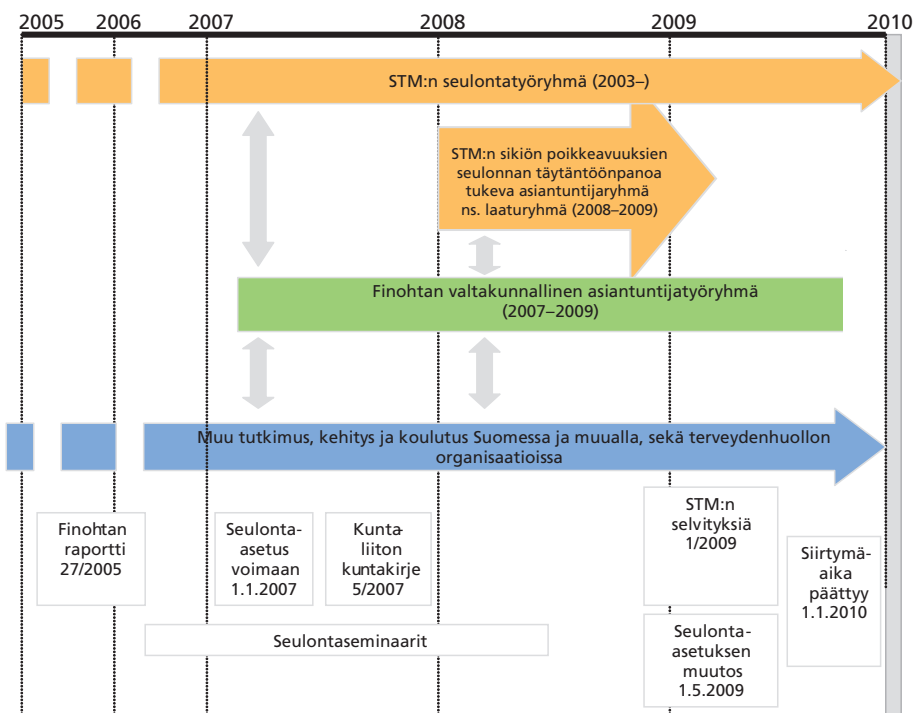 2005 2006 2007 2008 2009 2010
STM:n seulontatyöryhmä (2003–)
STM:n sikiön poikkeavuuksien
seulonnan täytäntöönpanoa
tukeva asiantuntijaryhmä
ns. laaturyhmä (2008–2009)
Finohtan valtakunnallinen asiantuntijatyöryhmä
(2007–2009)
Muu tutkimus, kehitys ja koulutus Suomessa ja muualla, sekä terveydenhuollon
organisaatioissa
Finohtan
raportti
27/2005
Seulonta-
asetus
voimaan
1.1.2007
Kunta-
liiton
kuntakirje
5/2007
STM:n
selvityksiä
1/2009
Siirtymä-
aika
päättyy
1.1.2010
Seulontaseminaarit
Seulonta-
asetuksen
muutos
1.5.2009